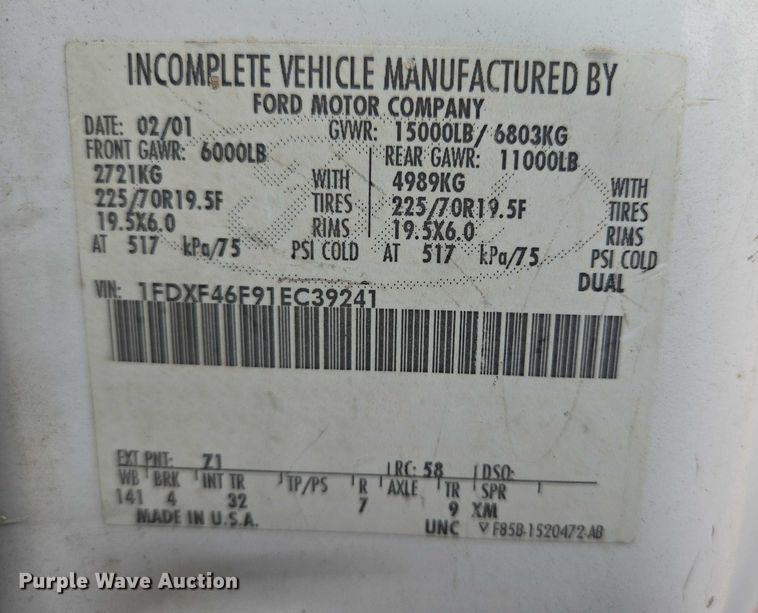 INCOMPLETE VEHICLE MANUFACTURED BY
FORD MOTOR COMPANY
DATE: 02/01 GVWR: 15000LB/ 6803KG
FRONT GAWR: 6000LB REAR GAWR: 11000LB
2721KG WITH 4989KG WITH
225/70R19.5F TIRES 225/70R19.5F TIRES
19.5X6.0 RIMS 19.5X6.0 RIMS
AT 517 kPa/75 PSI COLD AT 517 kPa/75 PSI COLD
DUAL
VIN: 1FDXF46F91EC39241
EXT PNT: Z1 RC: 58 DSO:
WB BRK INT TR TP/PS R AXLE TR SPR
141 4 32 7 9 XM
MADE IN U.S.A. UNC F85B-1520472-AB
Purple Wave Auction